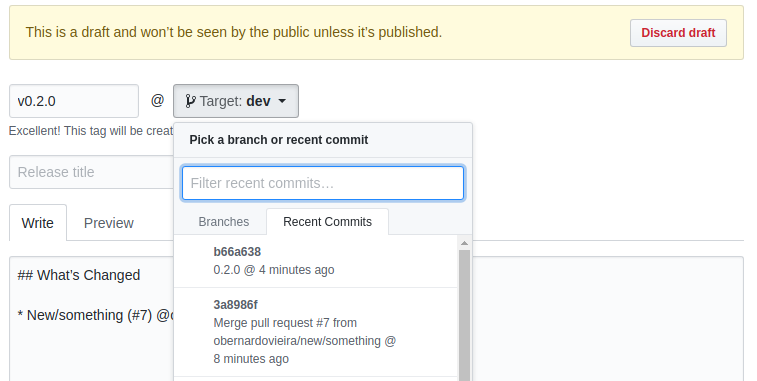 This is a draft and won’t be seen by the public unless it’s published.
Discard draft
v0.2.0 @ Target: dev
Excellent! This tag will be
Pick a branch or recent commit
Release title
Filter recent commits…
Write Preview
Branches Recent Commits
## What’s Changed
b66a638
0.2.0 @ 4 minutes ago
* New/something (#7)
3a8986f
Merge pull request #7 from
obernardovieira/new/something @
8 minutes ago